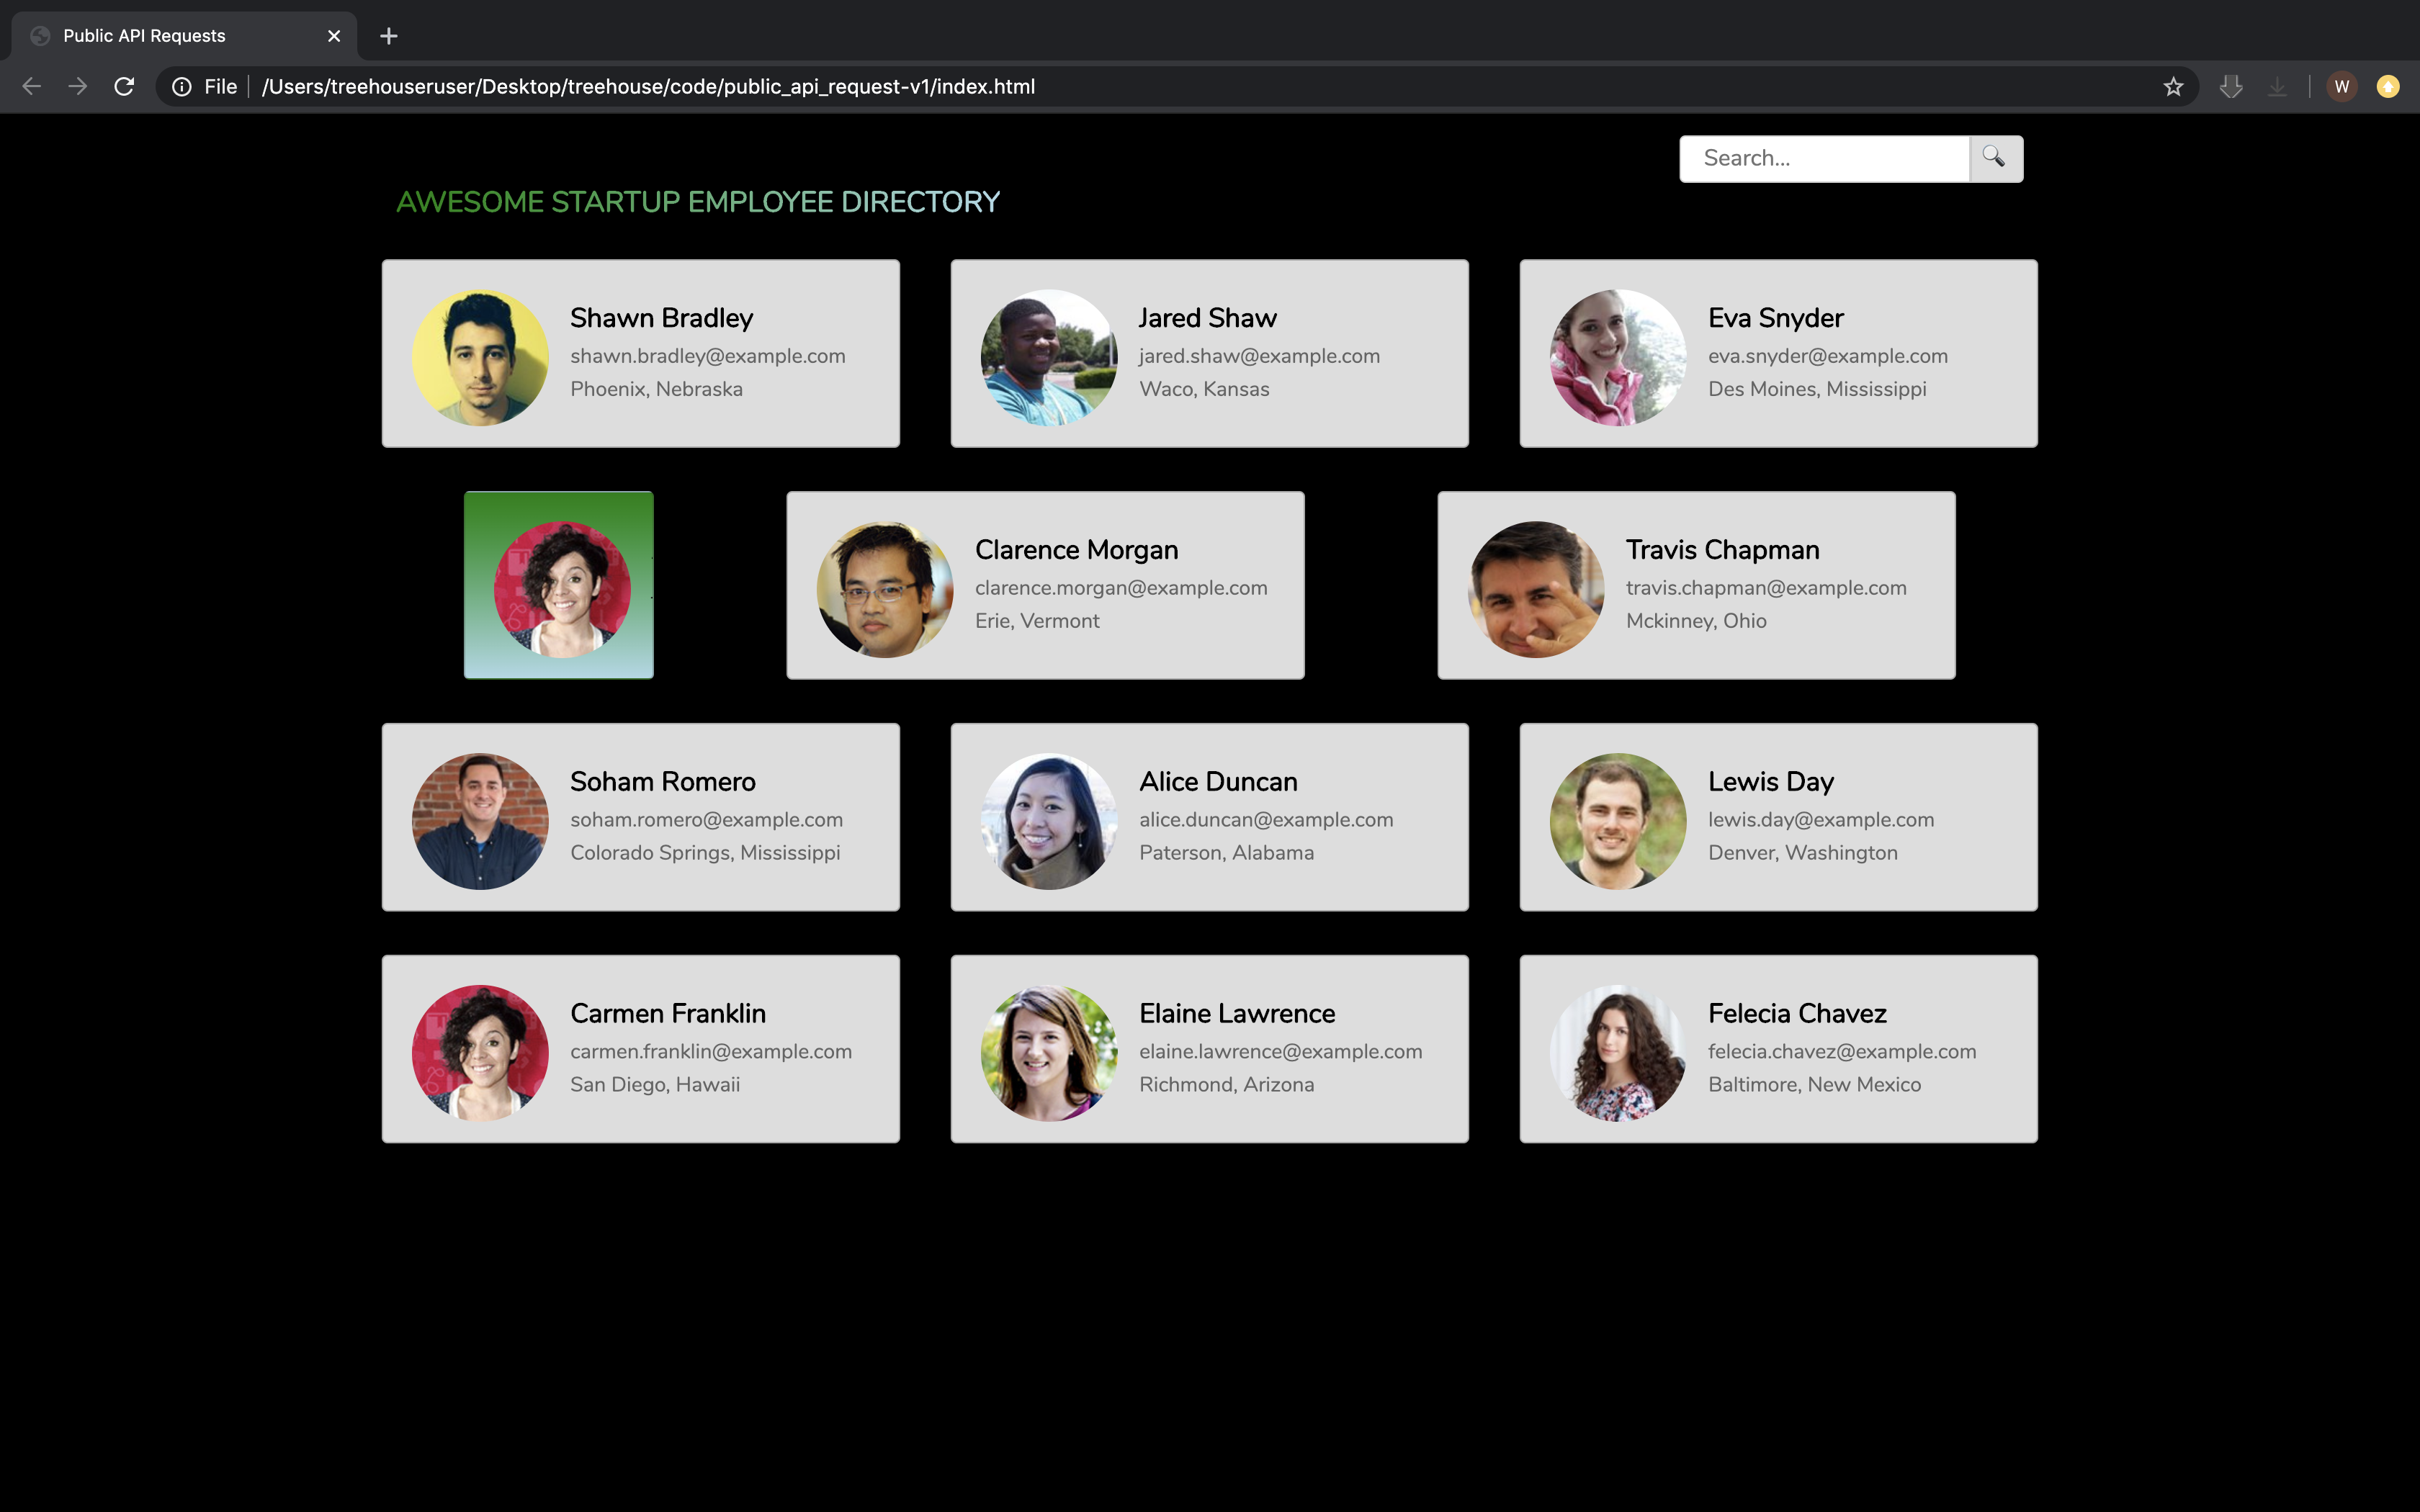 Public API Requests
File
/Users/treehouseruser/Desktop/treehouse/code/public_api_request-v1/index.html
W
Search...
AWESOME STARTUP EMPLOYEE DIRECTORY
Shawn Bradley
shawn.bradley@example.com
Phoenix, Nebraska
Jared Shaw
jared.shaw@example.com
Waco, Kansas
Eva Snyder
eva.snyder@example.com
Des Moines, Mississippi
Clarence Morgan
clarence.morgan@example.com
Erie, Vermont
Travis Chapman
travis.chapman@example.com
Mckinney, Ohio
Soham Romero
soham.romero@example.com
Colorado Springs, Mississippi
Alice Duncan
alice.duncan@example.com
Paterson, Alabama
Lewis Day
lewis.day@example.com
Denver, Washington
Carmen Franklin
carmen.franklin@example.com
San Diego, Hawaii
Elaine Lawrence
elaine.lawrence@example.com
Richmond, Arizona
Felecia Chavez
felecia.chavez@example.com
Baltimore, New Mexico